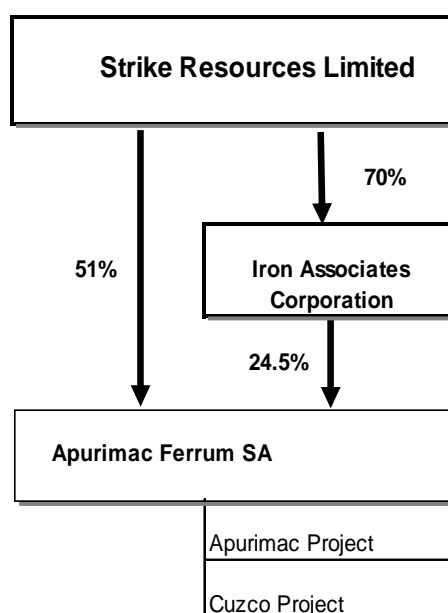 Strike Resources Limited
70%
51%
Iron Associates
Corporation
24.5%
Apurimac Ferrum SA
Apurimac Project
Cuzco Project